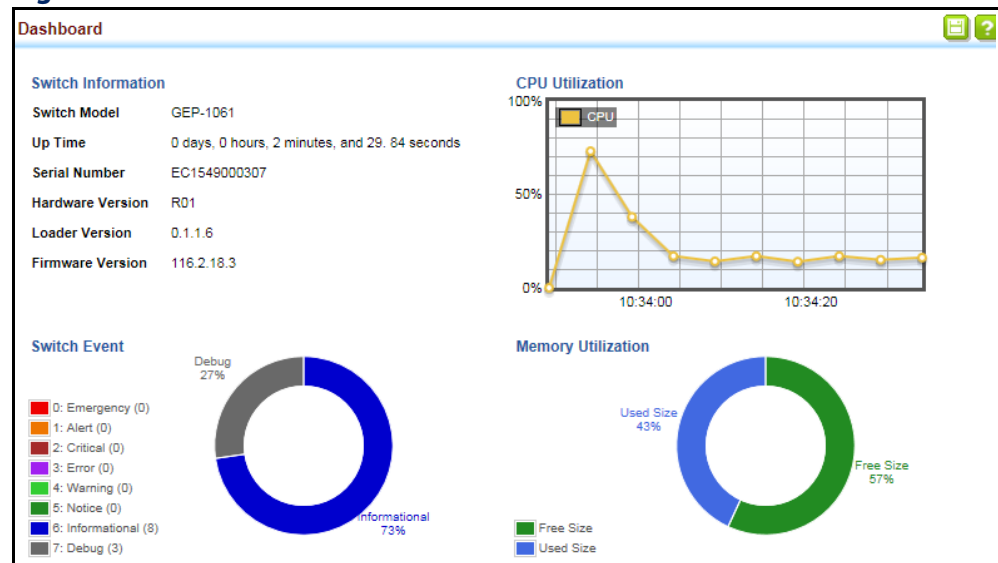 Dashboard
Switch Information
Switch Model GEP-1061
Up Time 0 days, 0 hours, 2 minutes, and 29. 84 seconds
Serial Number EC1549000307
Hardware Version R01
Loader Version 0.1.1.6
Firmware Version 116.2.18.3
CPU Utilization
100%
CPU
50%
0%
10:34:00 10:34:20
Switch Event
Debug
27%
0: Emergency (0)
1: Alert (0)
2: Critical (0)
3: Error (0)
4: Warning (0)
5: Notice (0)
6: Informational (8)
7: Debug (3)
Informational
73%
Memory Utilization
Used Size
43%
Free Size
57%
Free Size
Used Size